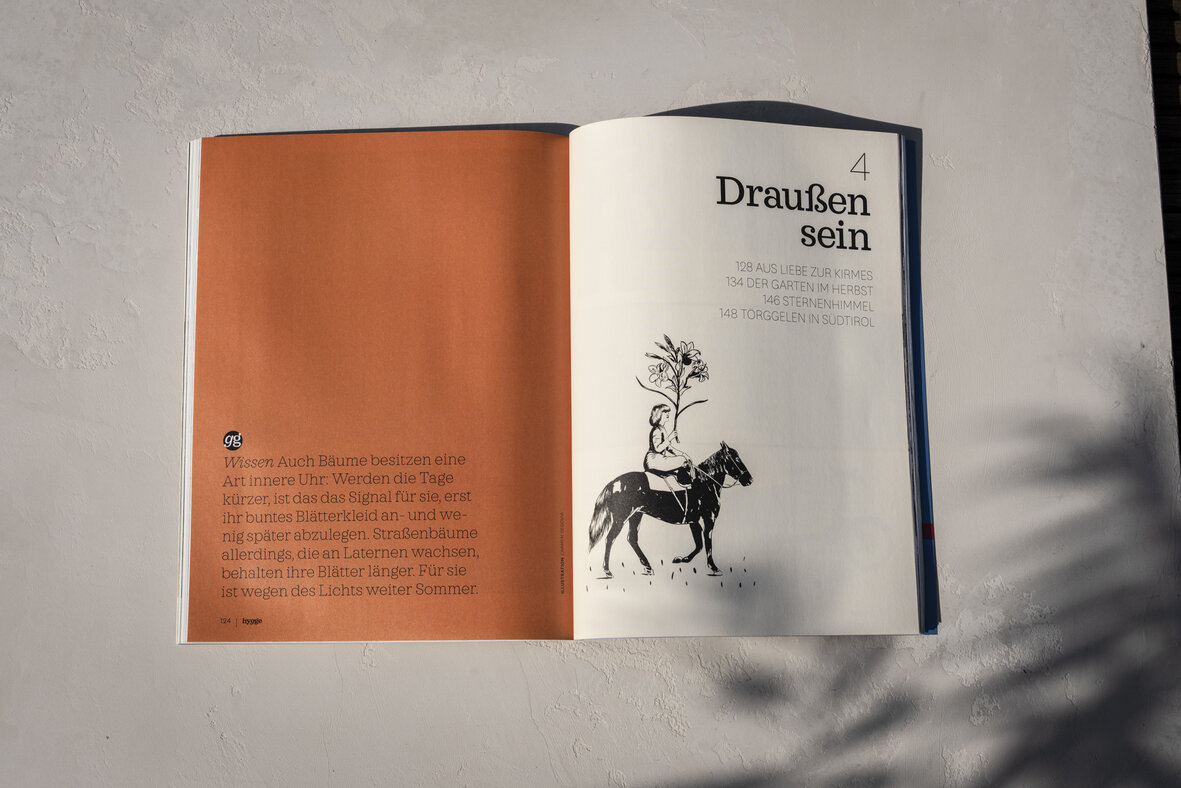 gg
Wissen Auch Bäume besitzen eine
Art innere Uhr: Werden die Tage
kürzer, ist das das Signal für sie, erst
ihr buntes Blätterkleid an- und we-
nig später abzulegen. Straßenbäume
allerdings, die an Laternen wachsen,
behalten ihre Blätter länger. Für sie
ist wegen des Lichts weiter Sommer.
124 | hygge
ILLUSTRATION
4
Draußen
sein
128 AUS LIEBE ZUR KIRMES
134 DER GARTEN IM HERBST
146 STERNENHIMMEL
148 TÖRGGELEN IN SÜDTIROL